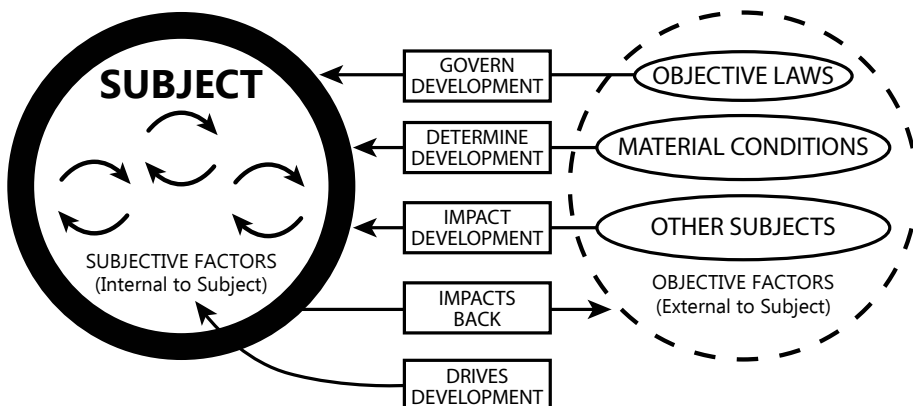 SUBJECT
SUBJECTIVE FACTORS
(Internal to Subject)
GOVERN
DEVELOPMENT
DETERMINE
DEVELOPMENT
IMPACT
DEVELOPMENT
IMPACTS
BACK
DRIVES
DEVELOPMENT
OBJECTIVE LAWS
MATERIAL CONDITIONS
OTHER SUBJECTS
OBJECTIVE FACTORS
(External to Subject)